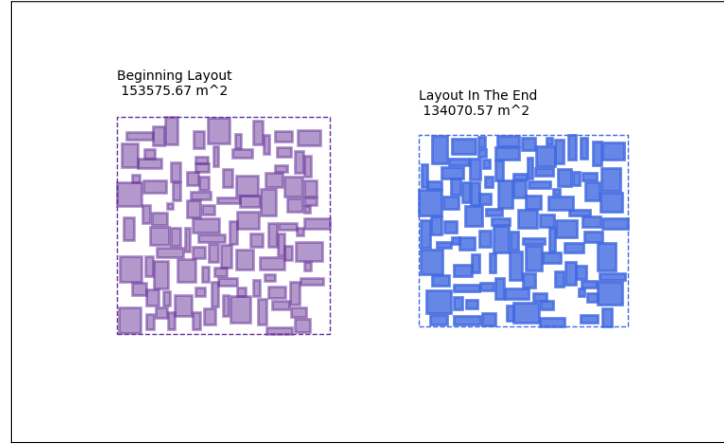 Beginning Layout
153575.67 m^2
Layout In The End
134070.57 m^2